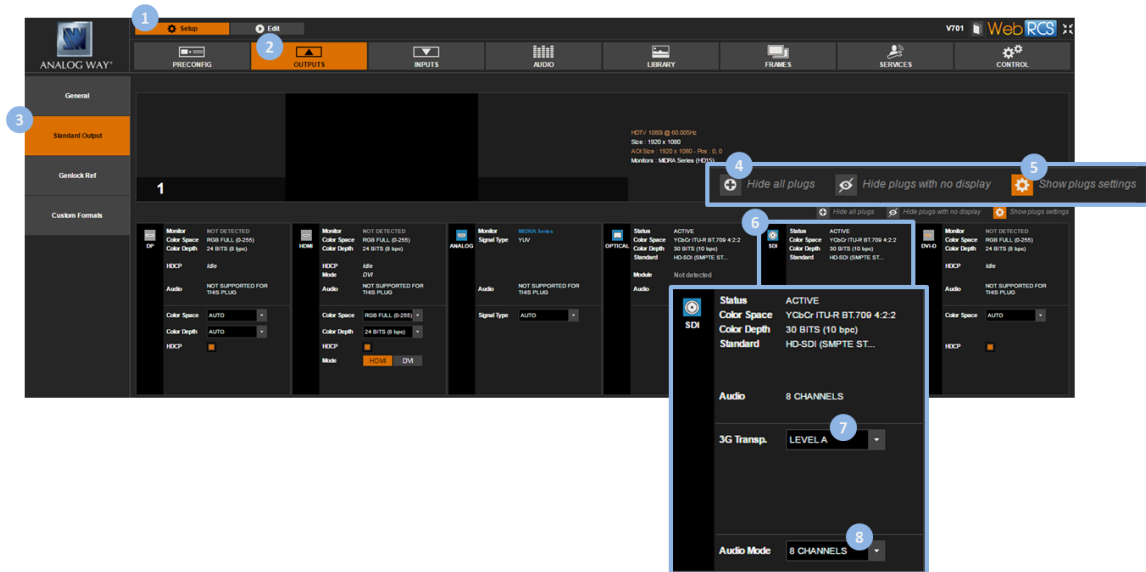 1
Setup
Edit
V701
Web RCS
ANALOG WAY®
PRECONFIG
2
OUTPUTS
INPUTS
AUDIO
LIBRARY
FRAMES
SERVICES
CONTROL
General
3
Standard Output
Genlock Ref
Custom Formats
1
HDTV 1080i @ 60.005Hz
Size : 1920 x 1080
AOI Size : 1920 x 1080 - Pos : 0, 0
Monitors : MIDRA Series (HD15)
4
Hide all plugs
Hide plugs with no display
5
Show plugs settings
Hide all plugs
Hide plugs with no display
Show plugs settings
DP
Monitor NOT DETECTED
Color Space RGB FULL (0-255)
Color Depth 24 BITS (8 bpc)
HDCP Idle
Audio NOT SUPPORTED FOR
THIS PLUG
Color Space AUTO
Color Depth AUTO
HDCP
HDMI
Monitor NOT DETECTED
Color Space RGB FULL (0-255)
Color Depth 24 BITS (8 bpc)
HDCP Idle
Mode DVI
Audio NOT SUPPORTED FOR
THIS PLUG
Color Space RGB FULL (0-255)
Color Depth 24 BITS (8 bpc)
HDCP
Mode HDMI DVI
ANALOG
Monitor MIDRA Series
Signal Type YUV
Audio NOT SUPPORTED FOR
THIS PLUG
Signal Type AUTO
OPTICAL
Status ACTIVE
Color Space YCbCr ITU-R BT.709 4:2:2
Color Depth 30 BITS (10 bpc)
Standard HD-SDI (SMPTE ST...
Module Not detected
Audio
6
SDI
Status ACTIVE
Color Space YCbCr ITU-R BT.709 4:2:2
Color Depth 30 BITS (10 bpc)
Standard HD-SDI (SMPTE ST...
DVI-D
Monitor NOT DETECTED
Color Space RGB FULL (0-255)
Color Depth 24 BITS (8 bpc)
HDCP Idle
Audio NOT SUPPORTED FOR
THIS PLUG
Color Space AUTO
HDCP
SDI
Status ACTIVE
Color Space YCbCr ITU-R BT.709 4:2:2
Color Depth 30 BITS (10 bpc)
Standard HD-SDI (SMPTE ST...
Audio 8 CHANNELS
7
3G Transp. LEVEL A
8
Audio Mode 8 CHANNELS